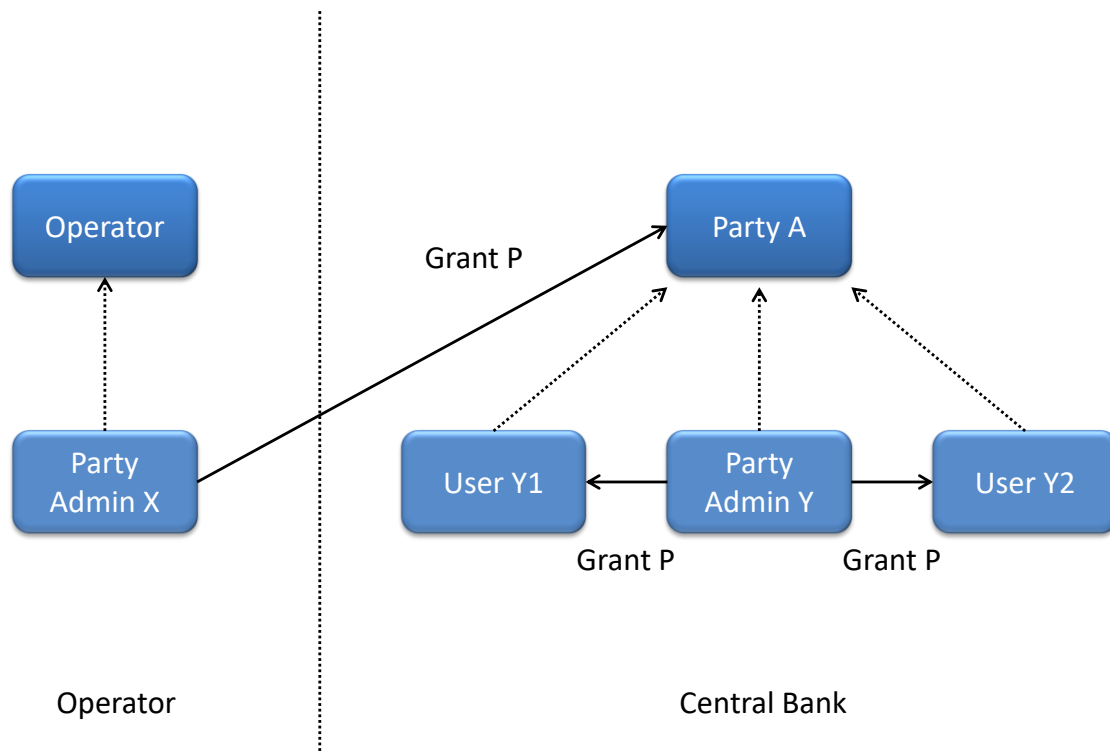 Operator
Party A
Grant P
Party
Admin X
User Y1
Party
Admin Y
User Y2
Grant P
Grant P
Operator
Central Bank